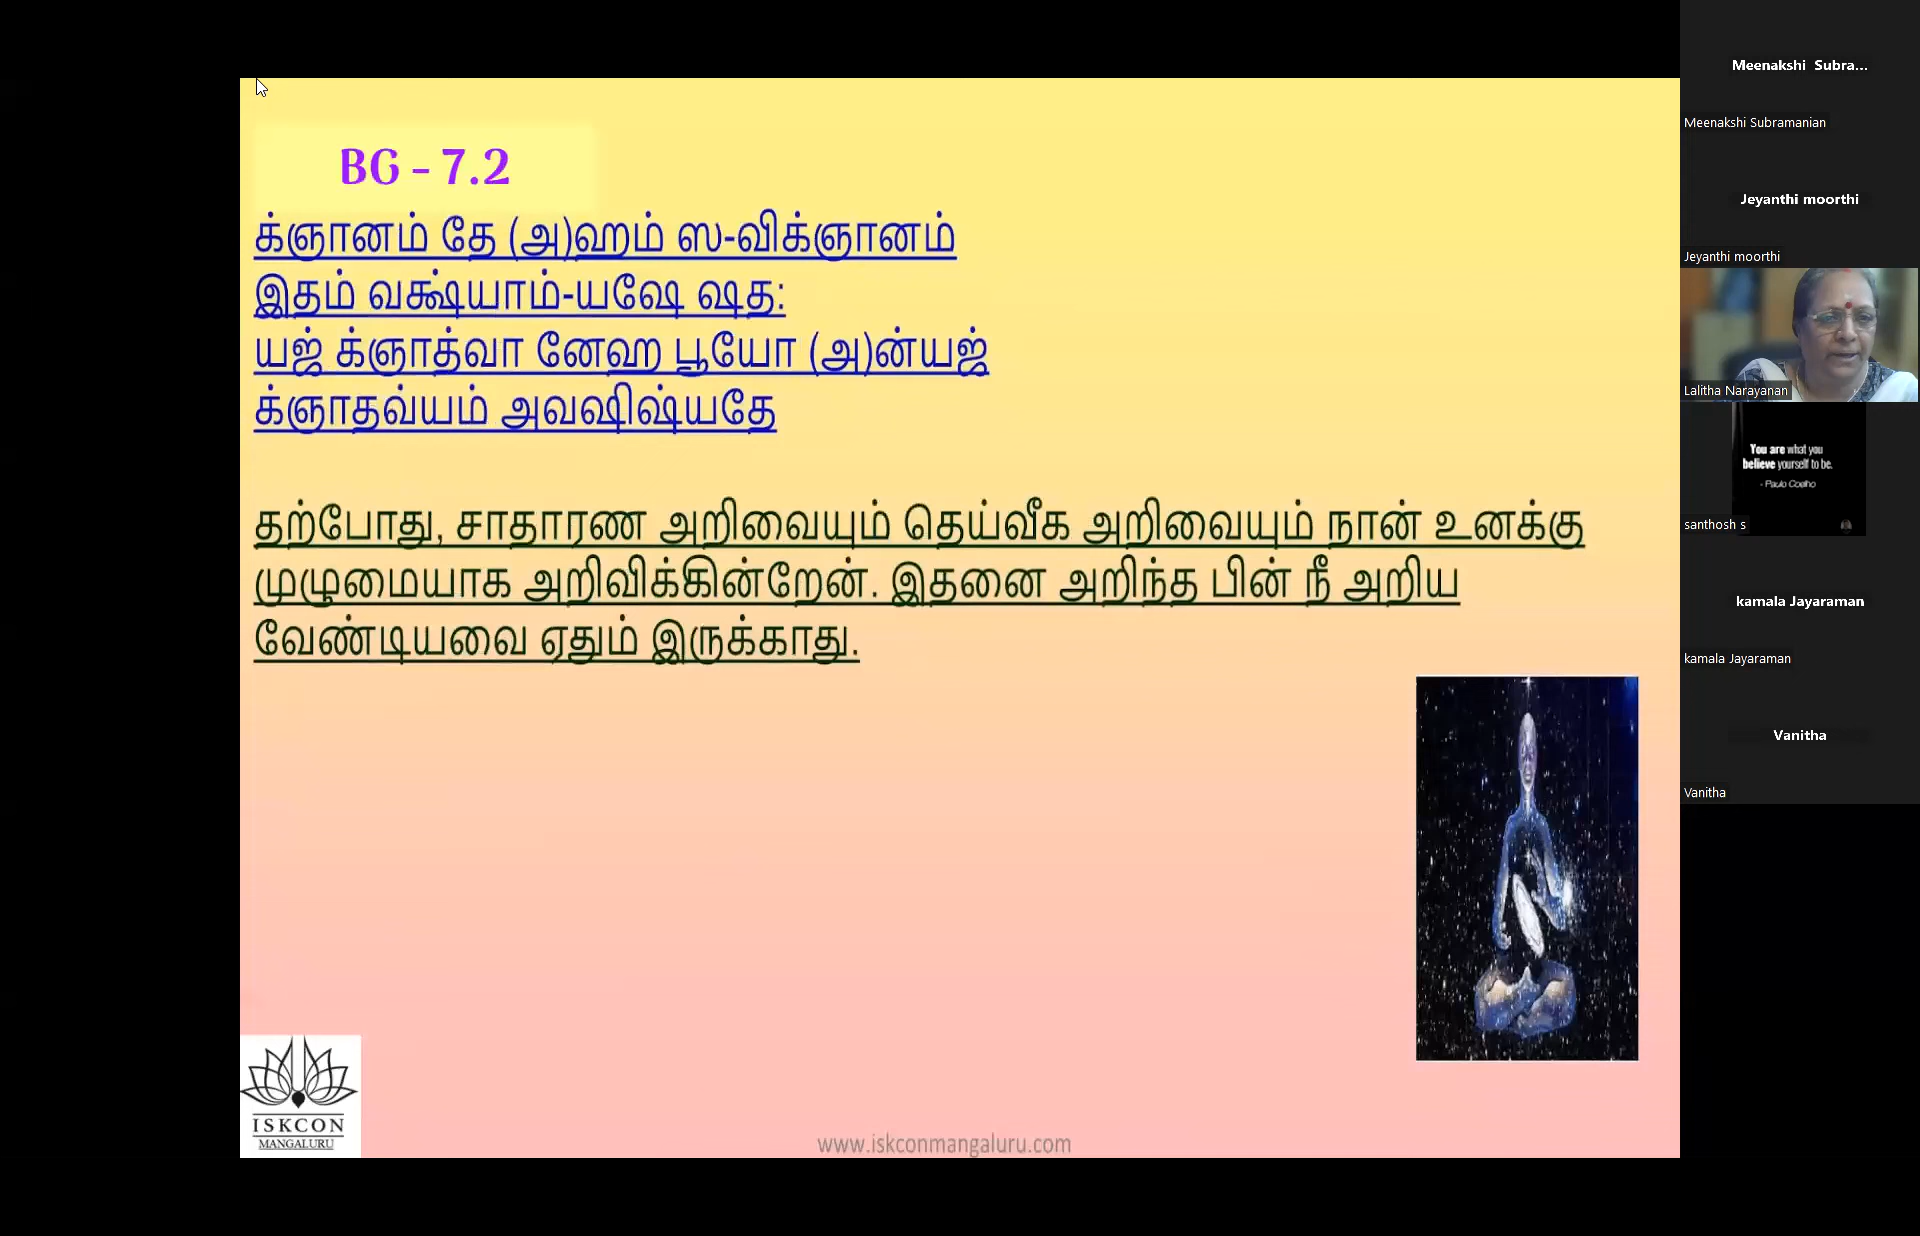 BG - 7.2
க்ஞானம் தே (அ)ஹம் ஸ-விக்ஞானம்
இதம் வக்ஷ்யாம்-யஷே ஷத:
யஜ் க்ஞாத்வா னேஹ பூயோ (அ)ன்யஜ்
க்ஞாதவ்யம் அவஷிஷ்யதே
தற்போது, சாதாரண அறிவையும் தெய்வீக அறிவையும் நான் உனக்கு
முழுமையாக அறிவிக்கின்றேன். இதனை அறிந்த பின் நீ அறிய
வேண்டியவை ஏதும் இருக்காது.
ISKCON
MANGALURU
www.iskconmangaluru.com
Meenakshi Subra...
Meenakshi Subramanian
Jeyanthi moorthi
Jeyanthi moorthi
Lalitha Narayanan
You are what you
believe yourself to be.
- Paulo Coelho
santhosh s
kamala Jayaraman
kamala Jayaraman
Vanitha
Vanitha